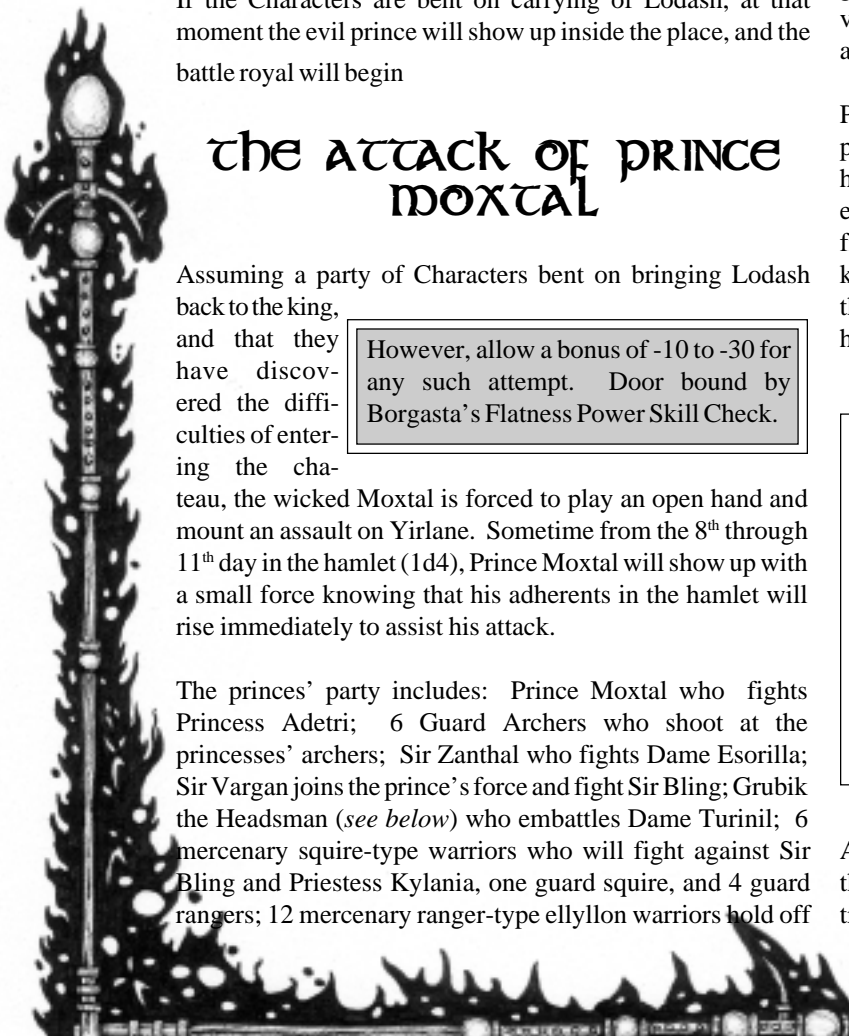 If the Characters are bent on carrying of Lodash, at that
moment the evil prince will show up inside the place, and the
battle royal will begin
the attack of prince
moxtal
Assuming a party of Characters bent on bringing Lodash
back to the king,
and that they
have discov-
ered the diffi-
culties of enter-
ing the cha-
However, allow a bonus of -10 to -30 for
any such attempt. Door bound by
Borgasta's Flatness Power Skill Check.
teau, the wicked Moxtal is forced to play an open hand and
mount an assault on Yirlane. Sometime from the 8th through
11th day in the hamlet (1d4), Prince Moxtal will show up with
a small force knowing that his adherents in the hamlet will
rise immediately to assist his attack.
The princes' party includes: Prince Moxtal who fights
Princess Adetri; 6 Guard Archers who shoot at the
princesses' archers; Sir Zanthal who fights Dame Esorilla;
Sir Vargan joins the prince's force and fight Sir Bling; Grubik
the Headsman (see below) who embattles Dame Turinil; 6
mercenary squire-type warriors who will fight against Sir
Bling and Priestess Kylania, one guard squire, and 4 guard
rangers; 12 mercenary ranger-type ellyllon warriors hold off